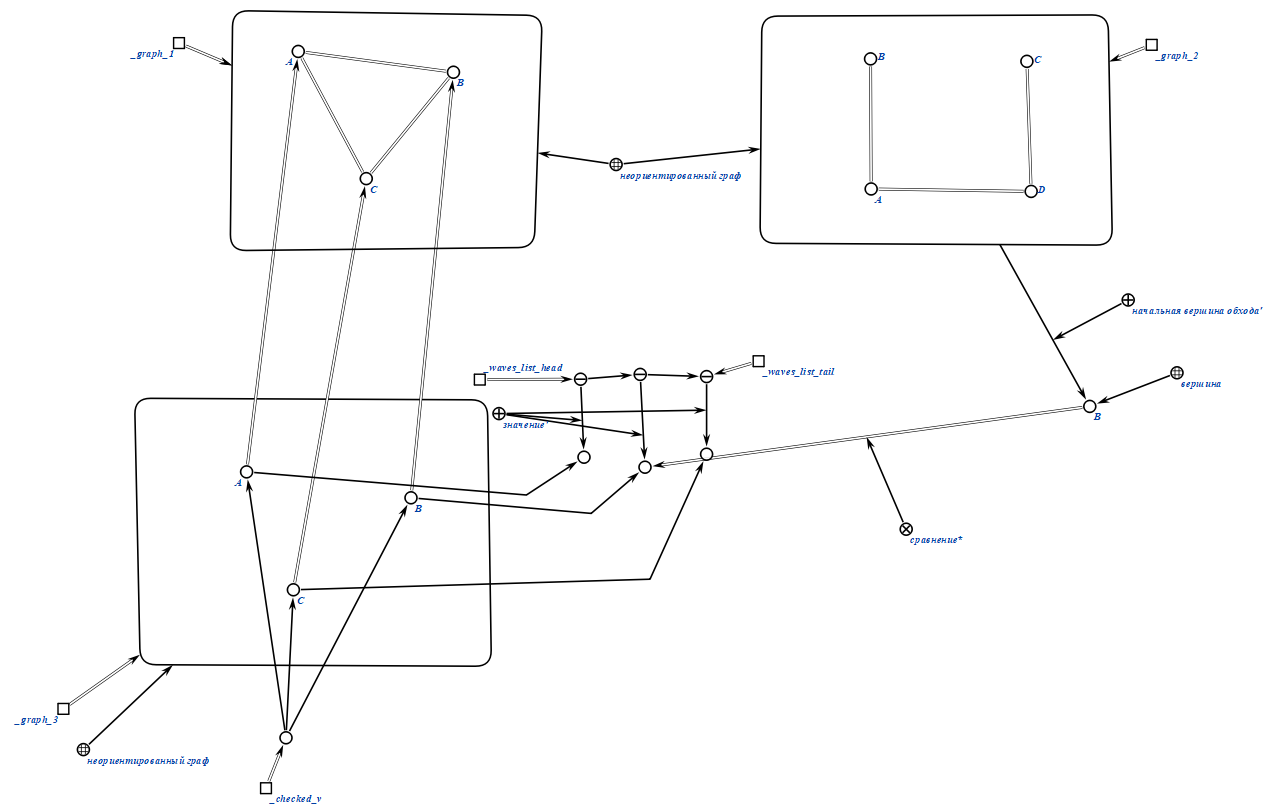 _graph_1
A
B
C
неориентированный граф
B
C
A
D
_graph_2
начальная вершина обхода'
вершина
B
_waves_list_head
_waves_list_tail
значение'
сравнение*
A
B
C
_graph_3
неориентированный граф
_checked_v